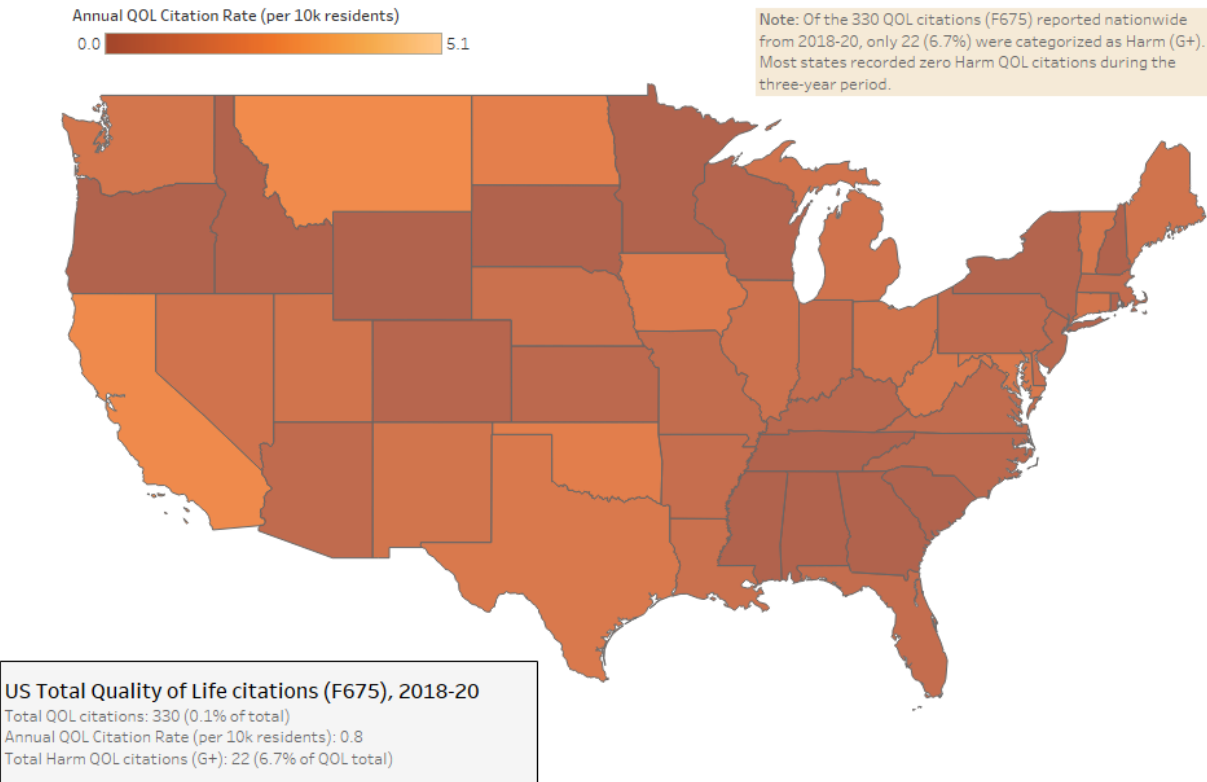 Annual QOL Citation Rate (per 10k residents)
0.0 5.1
Note: Of the 330 QOL citations (F675) reported nationwide
from 2018-20, only 22 (6.7%) were categorized as Harm (G+).
Most states recorded zero Harm QOL citations during the
three-year period.
US Total Quality of Life citations (F675), 2018-20
Total QOL citations: 330 (0.1% of total)
Annual QOL Citation Rate (per 10k residents): 0.8
Total Harm QOL citations (G+): 22 (6.7% of QOL total)